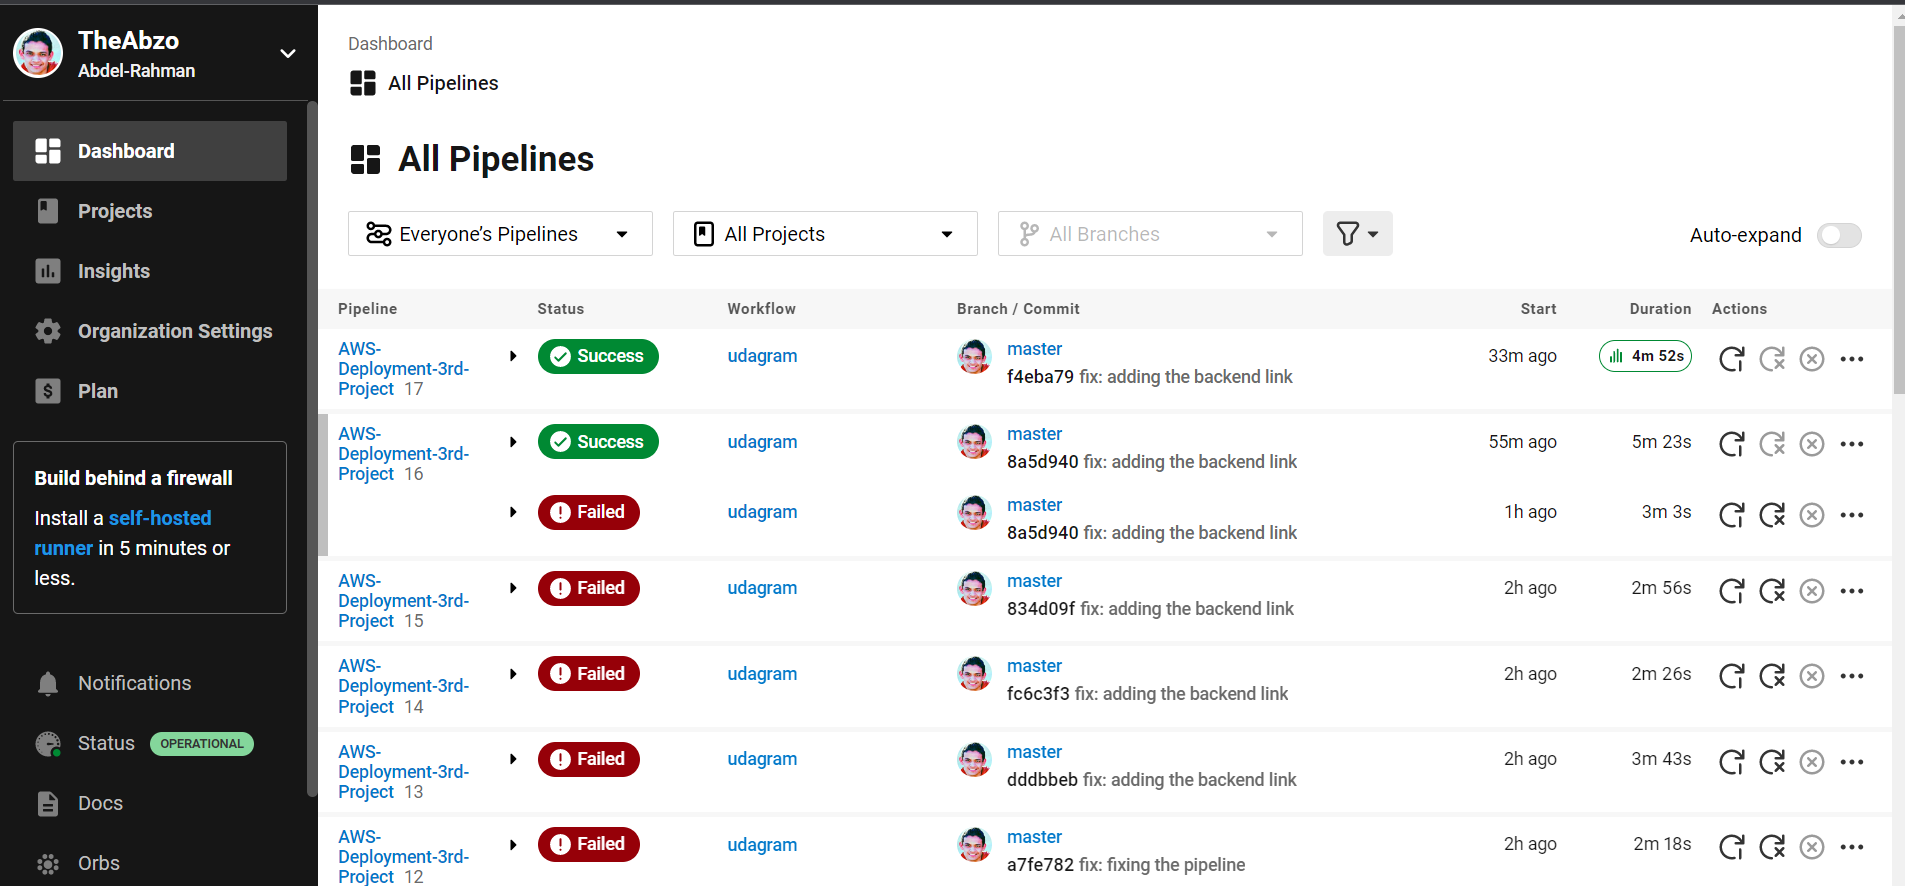 TheAbzo
Abdel-Rahman
Dashboard
Projects
Insights
Organization Settings
Plan
Build behind a firewall
Install a self-hosted
runner in 5 minutes or
less.
Notifications
Status OPERATIONAL
Docs
Orbs
Dashboard
All Pipelines
All Pipelines
Everyone’s Pipelines All Projects All Branches Auto-expand
Pipeline Status Workflow Branch / Commit Start Duration Actions
AWS-
Deployment-3rd-
Project 17
Success udagram master 33m ago 4m 52s
f4eba79 fix: adding the backend link
AWS-
Deployment-3rd-
Project 16
Success udagram master 55m ago 5m 23s
8a5d940 fix: adding the backend link
Failed udagram master 1h ago 3m 3s
8a5d940 fix: adding the backend link
AWS-
Deployment-3rd-
Project 15
Failed udagram master 2h ago 2m 56s
834d09f fix: adding the backend link
AWS-
Deployment-3rd-
Project 14
Failed udagram master 2h ago 2m 26s
fc6c3f3 fix: adding the backend link
AWS-
Deployment-3rd-
Project 13
Failed udagram master 2h ago 3m 43s
dddbbeb fix: adding the backend link
AWS-
Deployment-3rd-
Project 12
Failed udagram master 2h ago 2m 18s
a7fe782 fix: fixing the pipeline